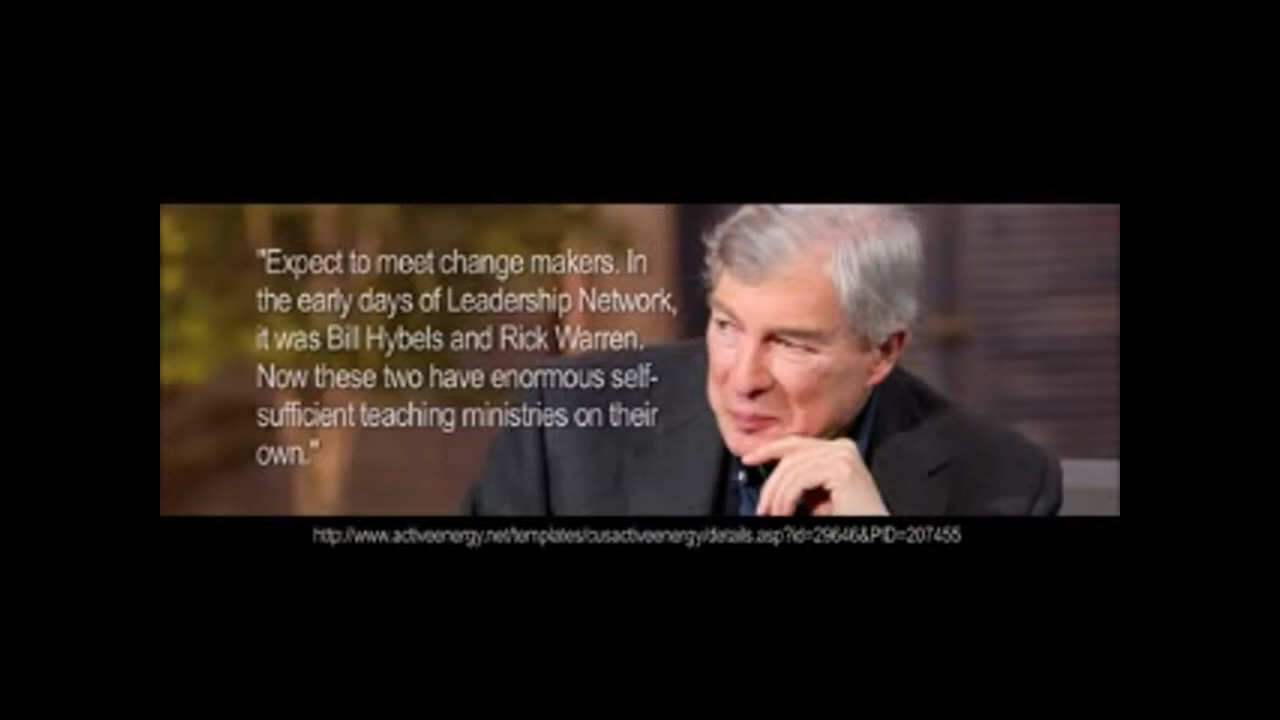 "Expect to meet change makers. In
the early days of Leadership Network,
it was Bill Hybels and Rick Warren.
Now these two have enormous self-
sufficient teaching ministries on their
own."
http://www.activeenergy.net/templates/cusactiveenergy/details.asp?id=29646&PID=207455